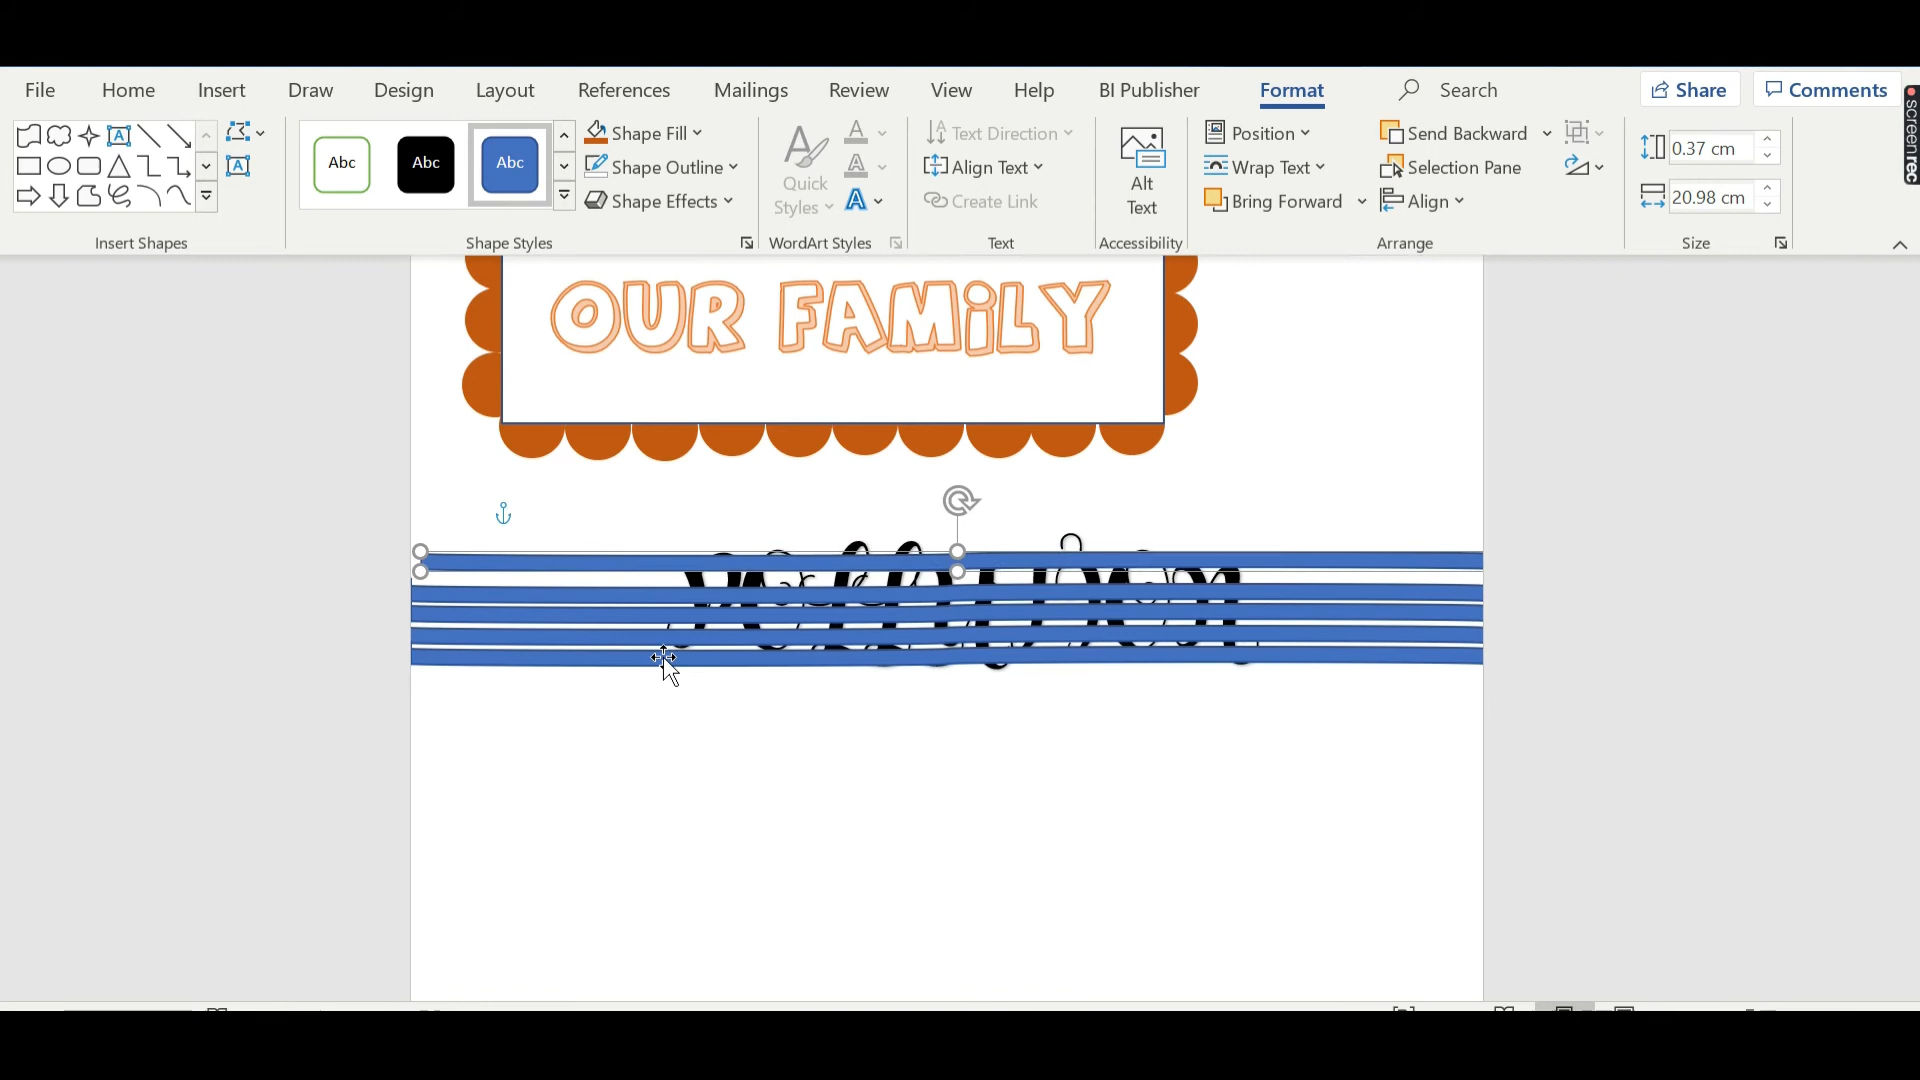 File Home Insert Draw Design Layout References Mailings Review View Help BI Publisher Format Search Share Comments
screenrec
Abc Abc Abc
Shape Fill
Shape Outline
Shape Effects
Quick
Styles
Text Direction
Align Text
Create Link
Alt
Text
Position
Wrap Text
Bring Forward
Send Backward
Selection Pane
Align
0.37 cm
20.98 cm
Insert Shapes Shape Styles WordArt Styles Text Accessibility Arrange Size
OUR FAMiLY